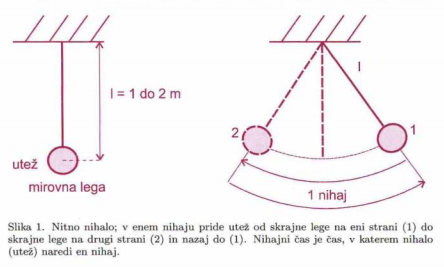 l = 1 do 2 m
utež
mirovna lega
l
2
1
1 nihaj
Slika 1. Nitno nihalo; v enem nihaju pride utež od skrajne lege na eni strani (1) do
skrajne lege na drugi strani (2) in nazaj do (1). Nihajni čas je čas, v katerem nihalo
(utež) naredi en nihaj.